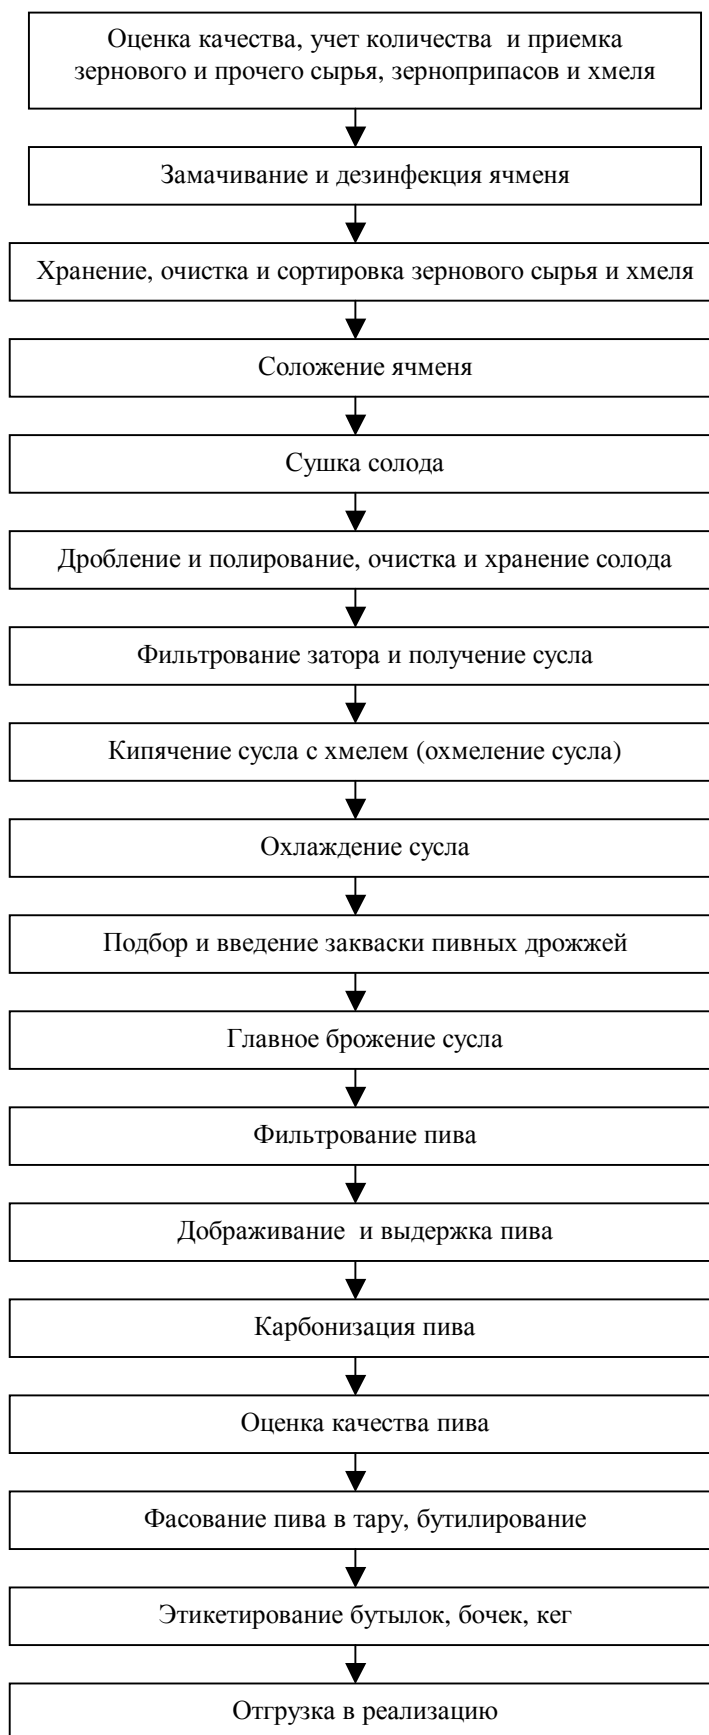 Оценка качества, учет количества и приемка
зернового и прочего сырья, зерноприпасов и хмеля
Замачивание и дезинфекция ячменя
Хранение, очистка и сортировка зернового сырья и хмеля
Соложение ячменя
Сушка солода
Дробление и полирование, очистка и хранение солода
Фильтрование затора и получение сусла
Кипячение сусла с хмелем (охмеление сусла)
Охлаждение сусла
Подбор и введение закваски пивных дрожжей
Главное брожение сусла
Фильтрование пива
Дображивание и выдержка пива
Карбонизация пива
Оценка качества пива
Фасование пива в тару, бутилирование
Этикетирование бутылок, бочек, кег
Отгрузка в реализацию